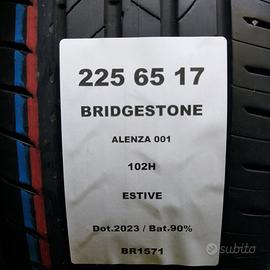 225 65 17
BRIDGESTONE
ALENZA 001
102H
ESTIVE
Dot.2023 / Bat.90%
BR1571
subito